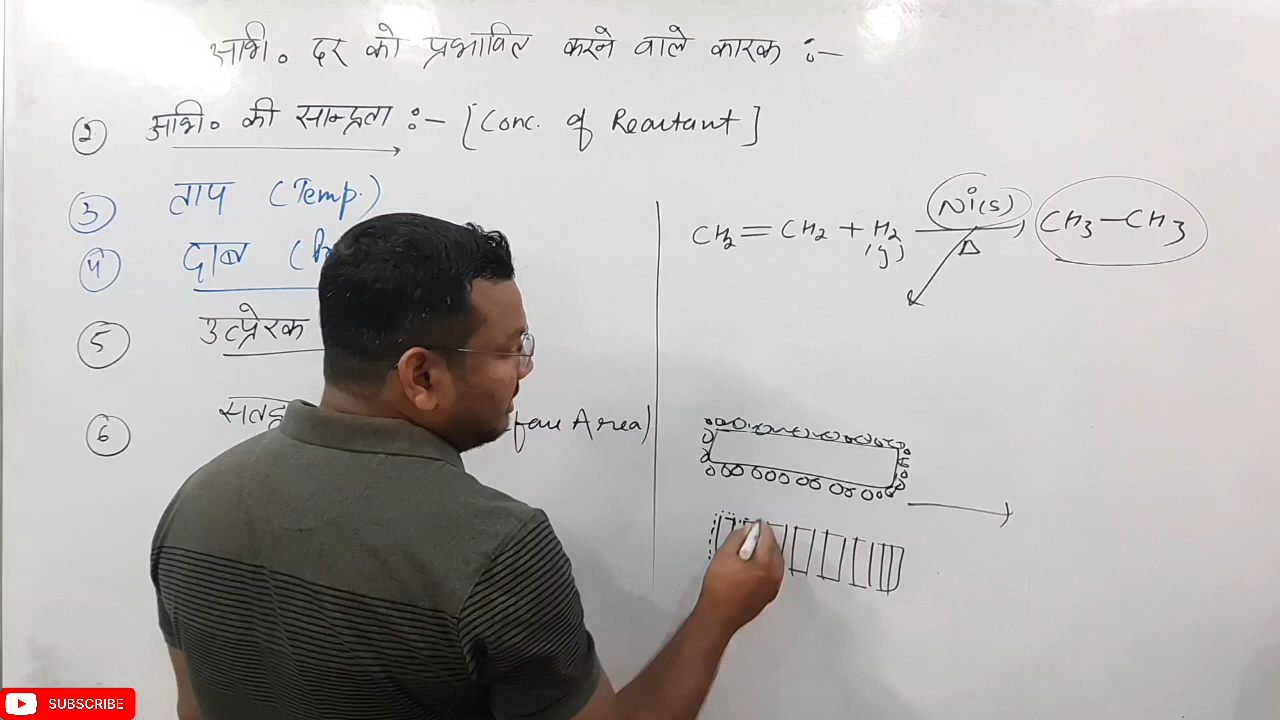 अभि० दर को प्रभावित करने वाले कारक :-
② अभि० की सान्द्रता :- [Conc. of Reactant]
③ ताप (Temp.)
④ दाब
⑤ उत्प्रेरक
⑥ Area)
CH2=CH2 + H2 Ni(s) CH3-CH3
(g) Δ
SUBSCRIBE